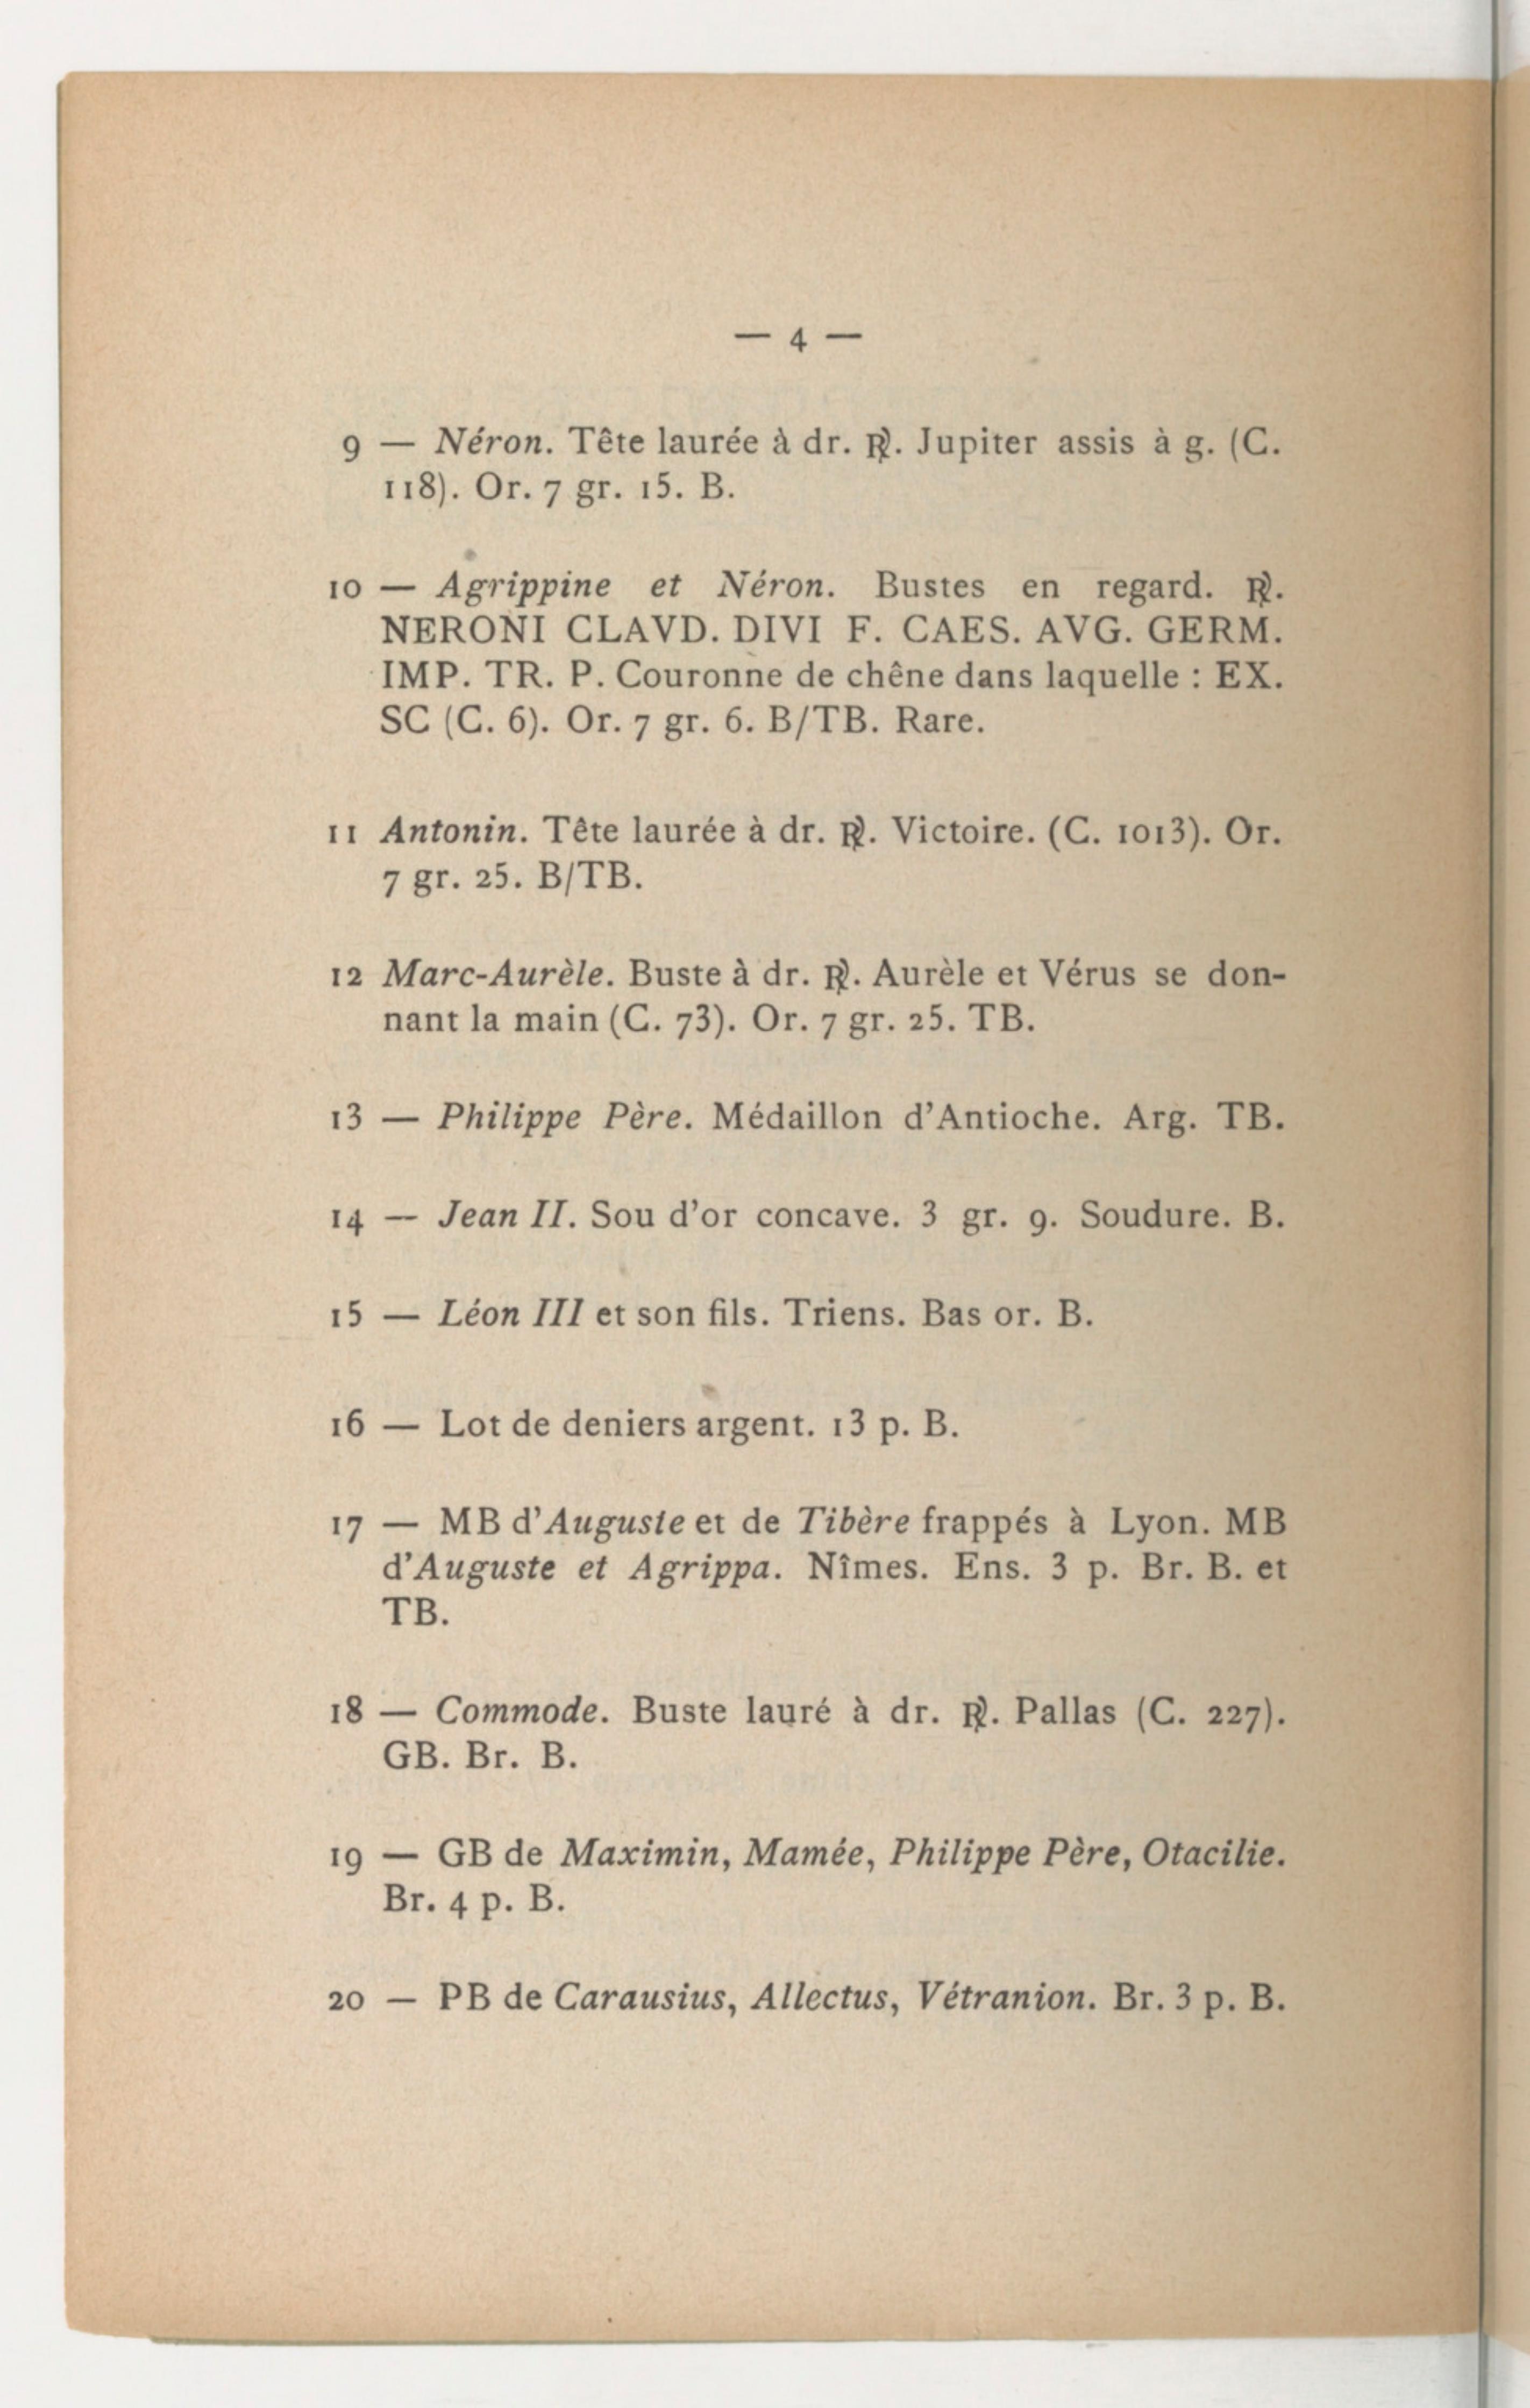 — 4 —
9 — Néron. Tête laurée à dr. ℟. Jupiter assis à g. (C.
118). Or. 7 gr. 15. B.
10 — Agrippine et Néron. Bustes en regard. ℟.
NERONI CLAVD. DIVI F. CAES. AVG. GERM.
IMP. TR. P. Couronne de chêne dans laquelle : EX.
SC (C. 6). Or. 7 gr. 6. B/TB. Rare.
11 Antonin. Tête laurée à dr. ℟. Victoire. (C. 1013). Or.
7 gr. 25. B/TB.
12 Marc-Aurèle. Buste à dr. ℟. Aurèle et Vérus se don-
nant la main (C. 73). Or. 7 gr. 25. TB.
13 — Philippe Père. Médaillon d'Antioche. Arg. TB.
14 — Jean II. Sou d'or concave. 3 gr. 9. Soudure. B.
15 — Léon III et son fils. Triens. Bas or. B.
16 — Lot de deniers argent. 13 p. B.
17 — MB d'Auguste et de Tibère frappés à Lyon. MB
d'Auguste et Agrippa. Nîmes. Ens. 3 p. Br. B. et
TB.
18 — Commode. Buste lauré à dr. ℟. Pallas (C. 227).
GB. Br. B.
19 — GB de Maximin, Mamée, Philippe Père, Otacilie.
Br. 4 p. B.
20 — PB de Carausius, Allectus, Vétranion. Br. 3 p. B.